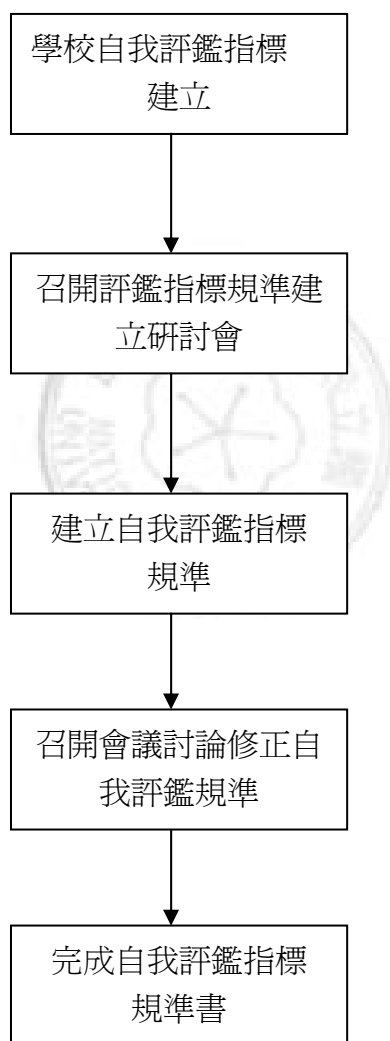 學校自我評鑑指標
建立
召開評鑑指標規準建
立研討會
建立自我評鑑指標
規準
召開會議討論修正自
我評鑑規準
完成自我評鑑指標
規準書